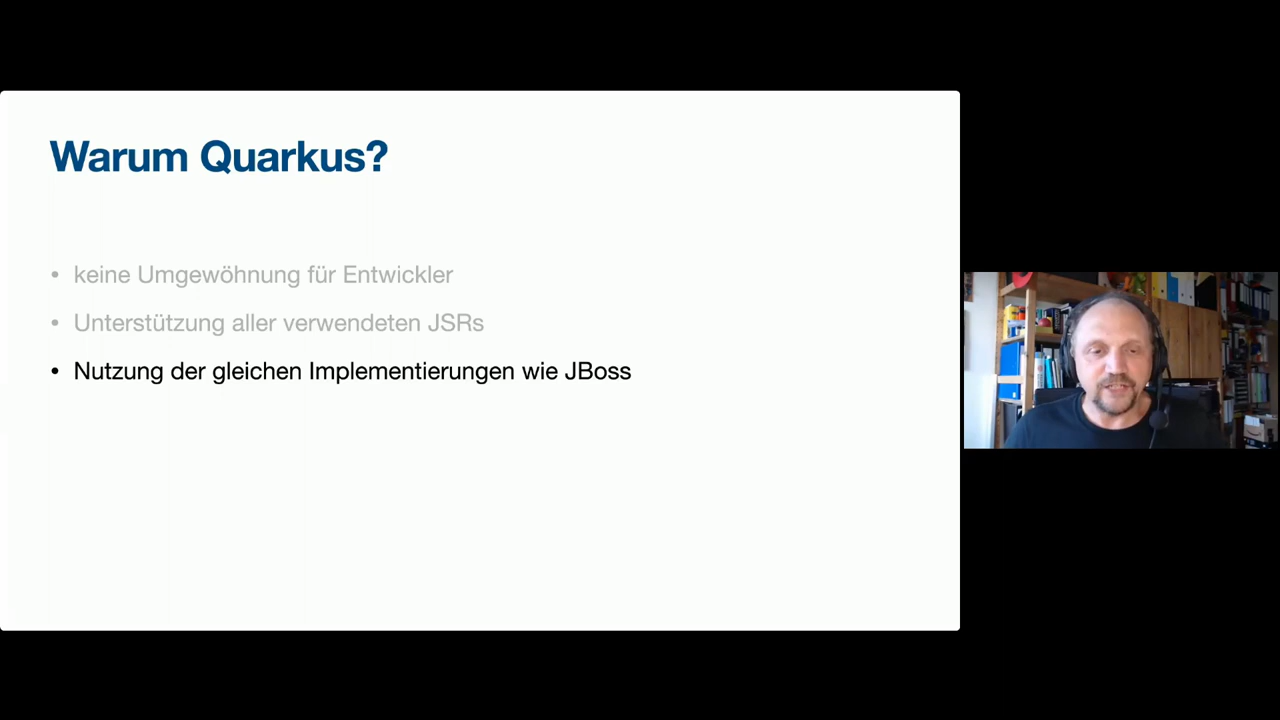 Warum Quarkus?
• keine Umgewöhnung für Entwickler
• Unterstützung aller verwendeten JSRs
• Nutzung der gleichen Implementierungen wie JBoss